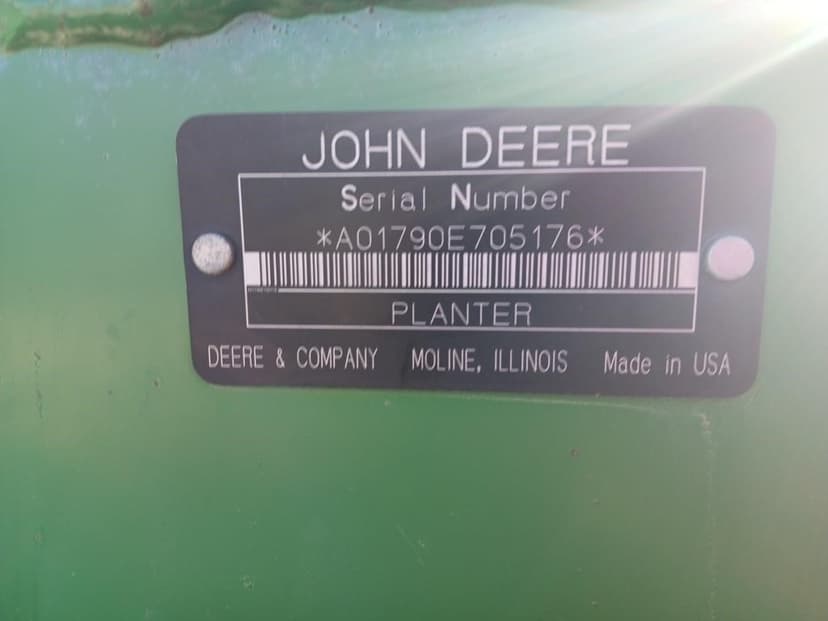 JOHN DEERE
Serial Number
*A01790E705176*
PLANTER
DEERE & COMPANY MOLINE, ILLINOIS Made in USA